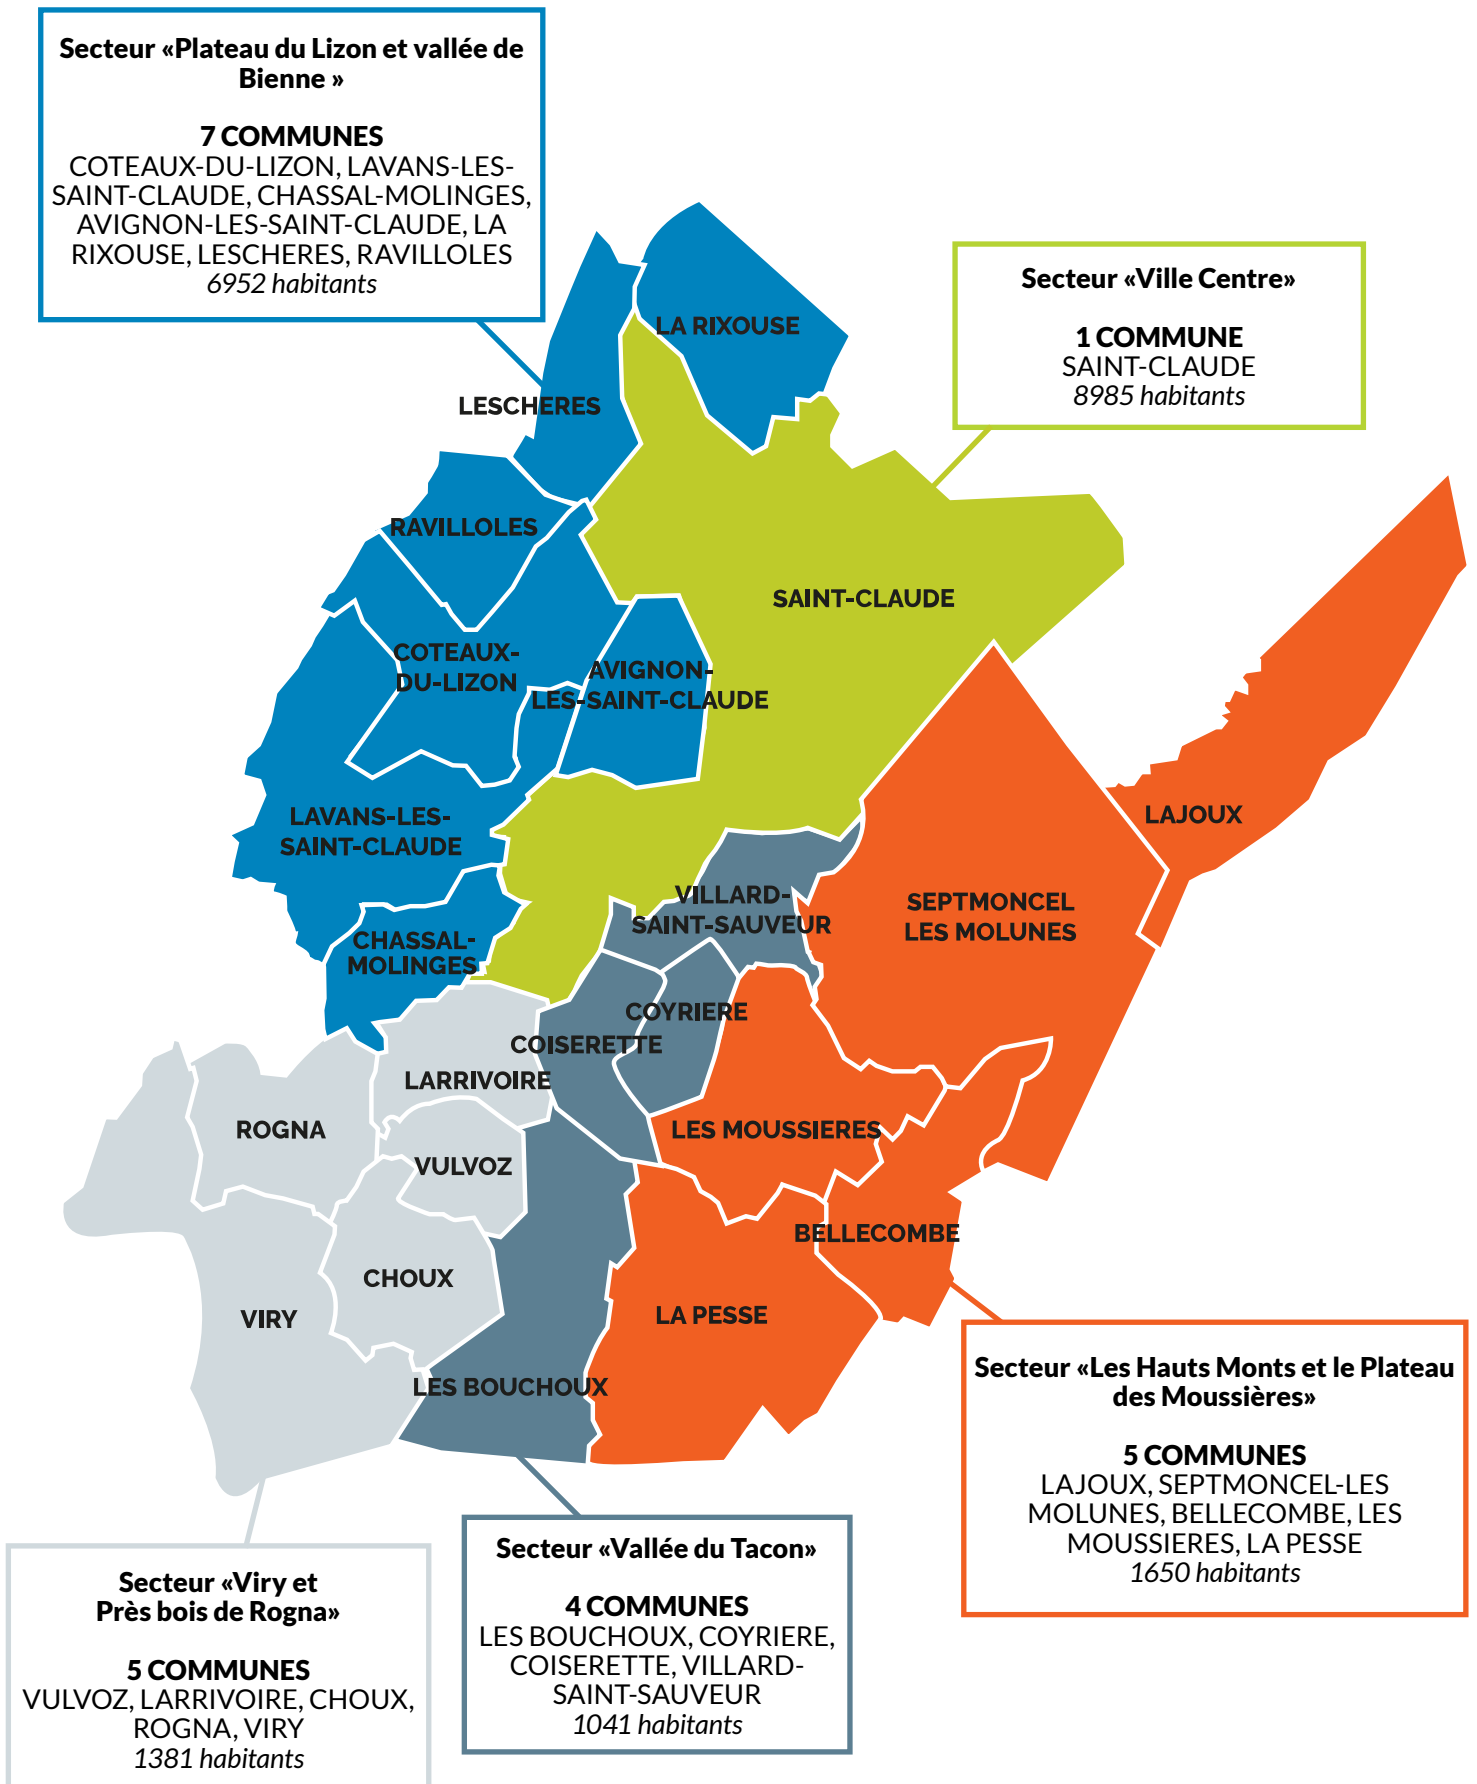 Secteur «Plateau du Lizon et vallée de
Bienne »
7 COMMUNES
COTEAUX-DU-LIZON, LAVANS-LES-
SAINT-CLAUDE, CHASSAL-MOLINGES,
AVIGNON-LES-SAINT-CLAUDE, LA
RIXOUSE, LESCHERES, RAVILLOLES
6952 habitants
Secteur «Ville Centre»
1 COMMUNE
SAINT-CLAUDE
8985 habitants
LA RIXOUSE
LESCHERES
RAVILLOLES
SAINT-CLAUDE
COTEAUX-
DU-LIZON
AVIGNON-
LES-SAINT-CLAUDE
LAVANS-LES-
SAINT-CLAUDE
LAJOUX
VILLARD-
SAINT-SAUVEUR
SEPTMONCEL
LES MOLUNES
CHASSAL-
MOLINGES
COYRIERE
COISERETTE
LARRIVOIRE
ROGNA
LES MOUSSIERES
VULVOZ
BELLECOMBE
CHOUX
VIRY
LA PESSE
LES BOUCHOUX
Secteur «Les Hauts Monts et le Plateau
des Moussières»
5 COMMUNES
LAJOUX, SEPTMONCEL-LES
MOLUNES, BELLECOMBE, LES
MOUSSIERES, LA PESSE
1650 habitants
Secteur «Vallée du Tacon»
4 COMMUNES
LES BOUCHOUX, COYRIERE,
COISERETTE, VILLARD-
SAINT-SAUVEUR
1041 habitants
Secteur «Viry et
Près bois de Rogna»
5 COMMUNES
VULVOZ, LARRIVOIRE, CHOUX,
ROGNA, VIRY
1381 habitants